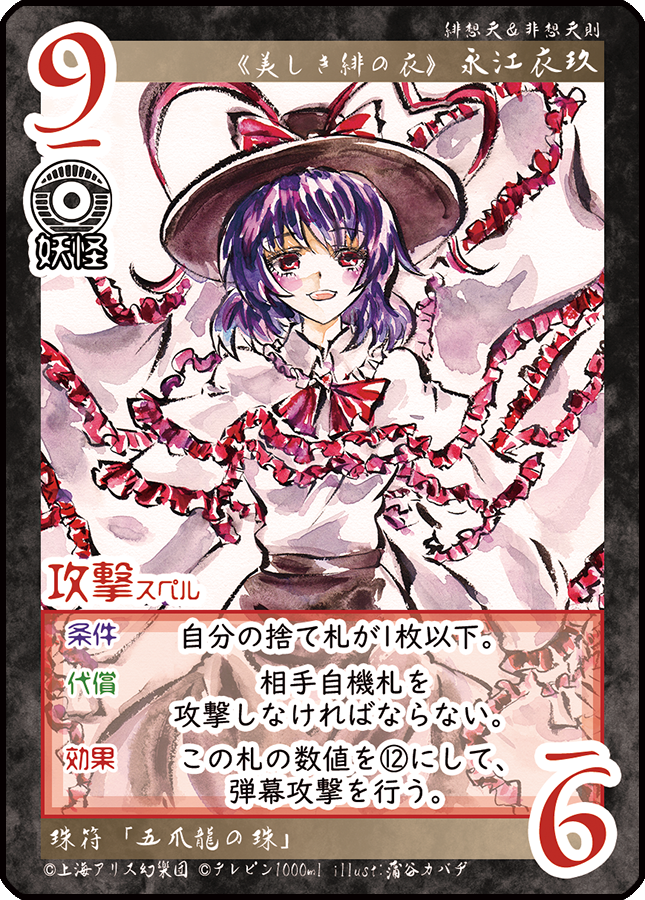 9
緋想天&非想天則
《美しき緋の衣》 永江衣玖
妖怪
攻撃スペル
条件 自分の捨て札が1枚以下。
代償 相手自機札を
攻撃しなければならない。
効果 この札の数値を⑫にして、
弾幕攻撃を行う。
9
珠符「五爪龍の珠」
©上海アリス幻樂団 ©テレピン1000ml illust:蒲谷カバヂ